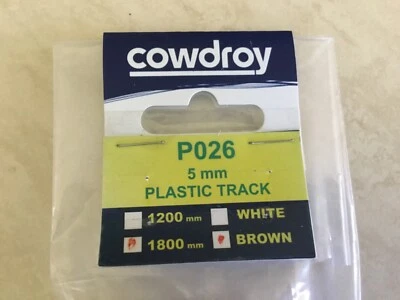 cowdroy
P026
5 mm
PLASTIC TRACK
1200 mm WHITE
1800 mm BROWN